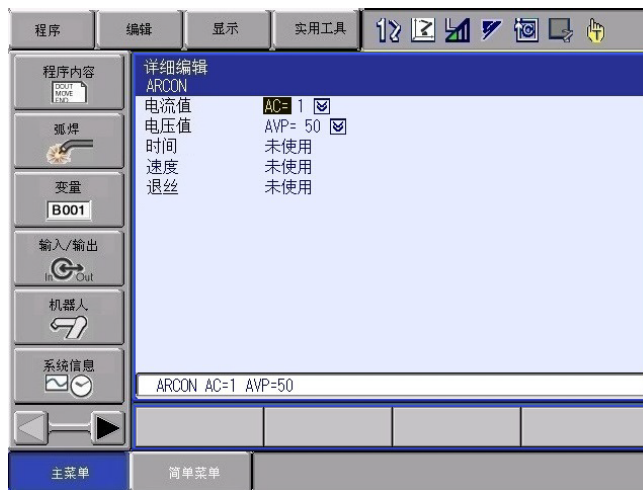 程序 编辑 显示 实用工具
程序内容
DOUT
MOVE
END
弧焊
变量
B001
输入/输出
In Out
机器人
系统信息
详细编辑
ARCON
电流值 AC= 1
电压值 AVP= 50
时间 未使用
速度 未使用
退丝 未使用
ARCON AC=1 AVP=50
主菜单 简单菜单